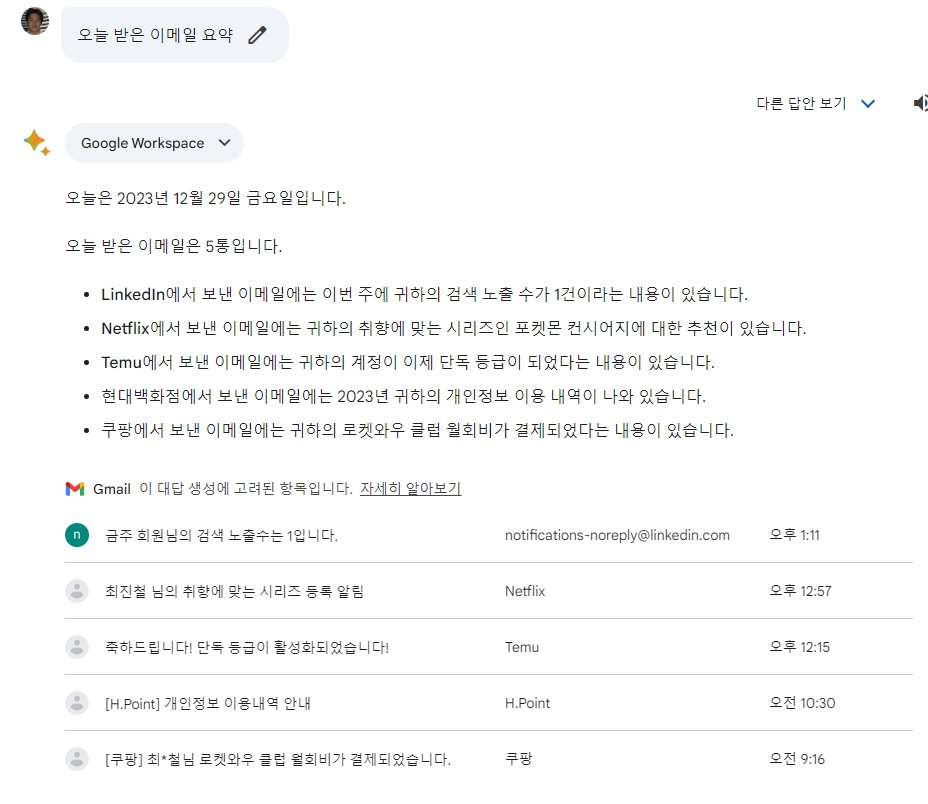 오늘 받은 이메일 요약
다른 답안 보기
Google Workspace
오늘은 2023년 12월 29일 금요일입니다.
오늘 받은 이메일은 5통입니다.
• LinkedIn에서 보낸 이메일에는 이번 주에 귀하의 검색 노출 수가 1건이라는 내용이 있습니다.
• Netflix에서 보낸 이메일에는 귀하의 취향에 맞는 시리즈인 포켓몬 컨시어지에 대한 추천이 있습니다.
• Temu에서 보낸 이메일에는 귀하의 계정이 이제 단독 등급이 되었다는 내용이 있습니다.
• 현대백화점에서 보낸 이메일에는 2023년 귀하의 개인정보 이용 내역이 나와 있습니다.
• 쿠팡에서 보낸 이메일에는 귀하의 로켓와우 클럽 월회비가 결제되었다는 내용이 있습니다.
Gmail 이 대답 생성에 고려된 항목입니다. 자세히 알아보기
n 금주 회원님의 검색 노출수는 1입니다. notifications-noreply@linkedin.com 오후 1:11
최진철 님의 취향에 맞는 시리즈 등록 알림 Netflix 오후 12:57
축하드립니다! 단독 등급이 활성화되었습니다! Temu 오후 12:15
[H.Point] 개인정보 이용내역 안내 H.Point 오전 10:30
[쿠팡] 최*철님 로켓와우 클럽 월회비가 결제되었습니다. 쿠팡 오전 9:16